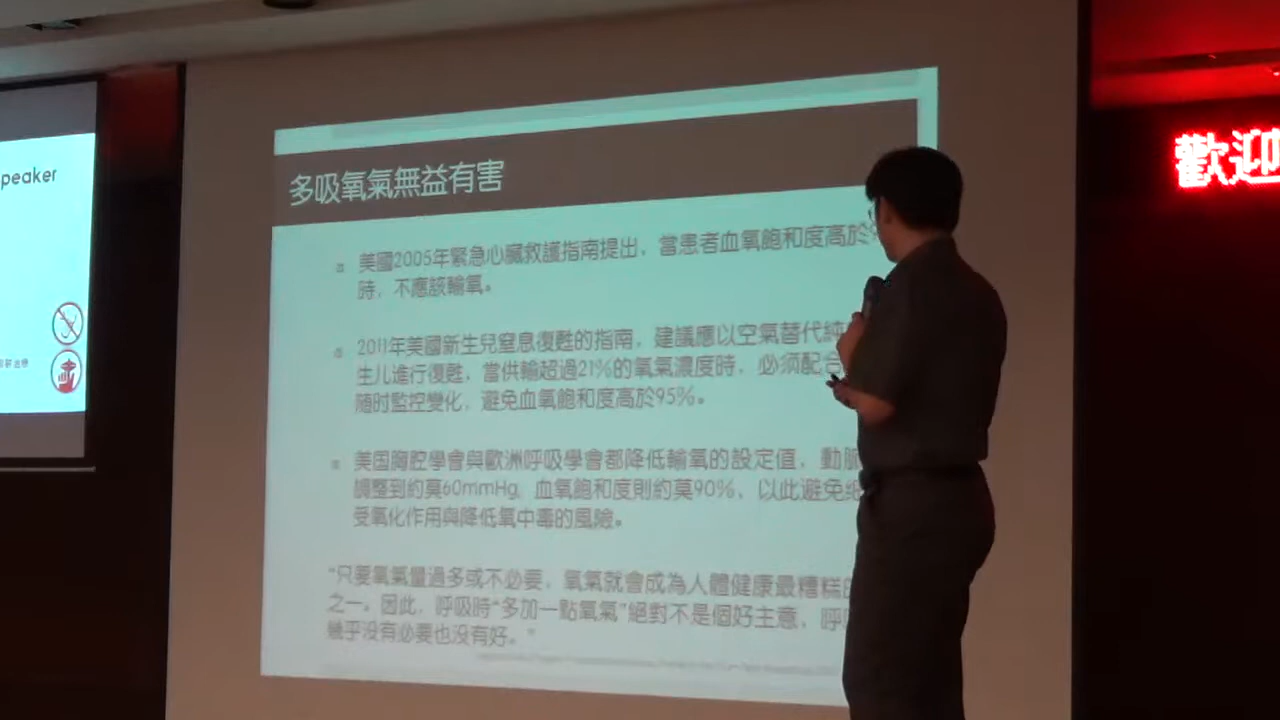 peaker
歡迎
多吸氧氣無益有害
美國2005年緊急心臟救護指南提出，當患者血氧飽和度高於
時，不應該輸氧。
2011年美國新生兒窒息復甦的指南，建議應以空氣替代純
生儿進行復甦，當供輸超過21%的氧氣濃度時，必须配合
隨时監控變化，避免血氧飽和度高於95%。
美国胸腔學會與歐洲呼吸學會都降低輸氧的設定值，動脈
調整到約莫60mmHg，血氧飽和度則約莫90%，以此避免細
受氧化作用與降低氧中毒的風險。
“只要氧氣量過多或不必要，氧氣就會成為人體健康最糟糕的
之一。因此，呼吸時“多加一點氧氣”絕對不是個好主意，呼
幾乎没有必要也没有好。”